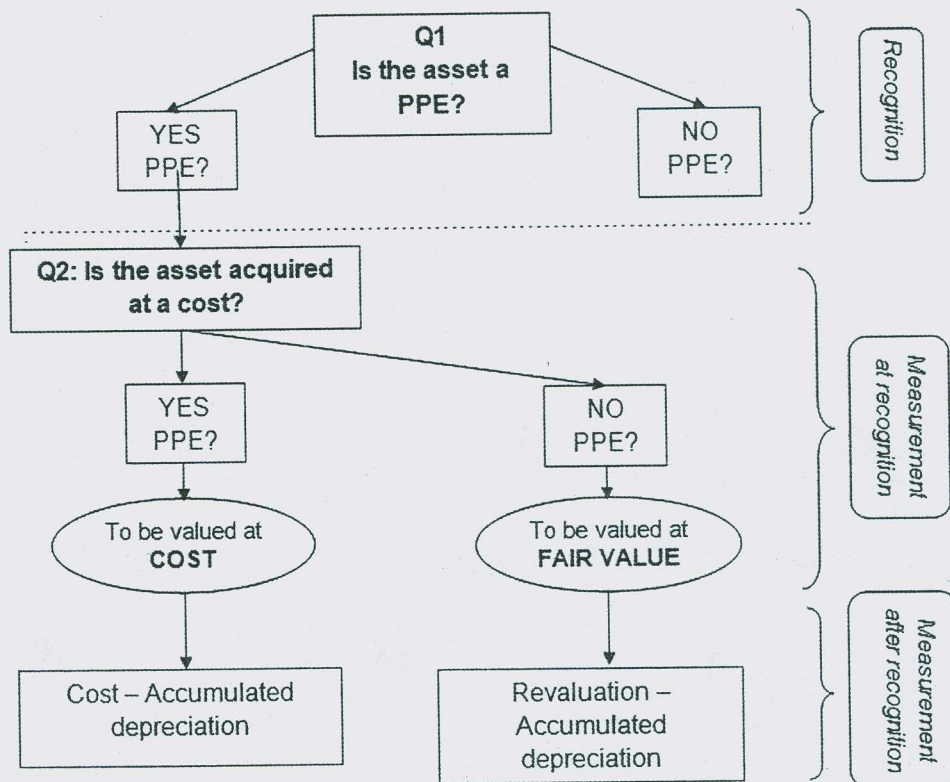 Q1
Is the asset a
PPE?
YES
PPE?
NO
PPE?
Recognition
Q2: Is the asset acquired
at a cost?
YES
PPE?
NO
PPE?
Measurement
at recognition
To be valued at
COST
To be valued at
FAIR VALUE
Cost – Accumulated
depreciation
Revaluation –
Accumulated
depreciation
Measurement
after recognition